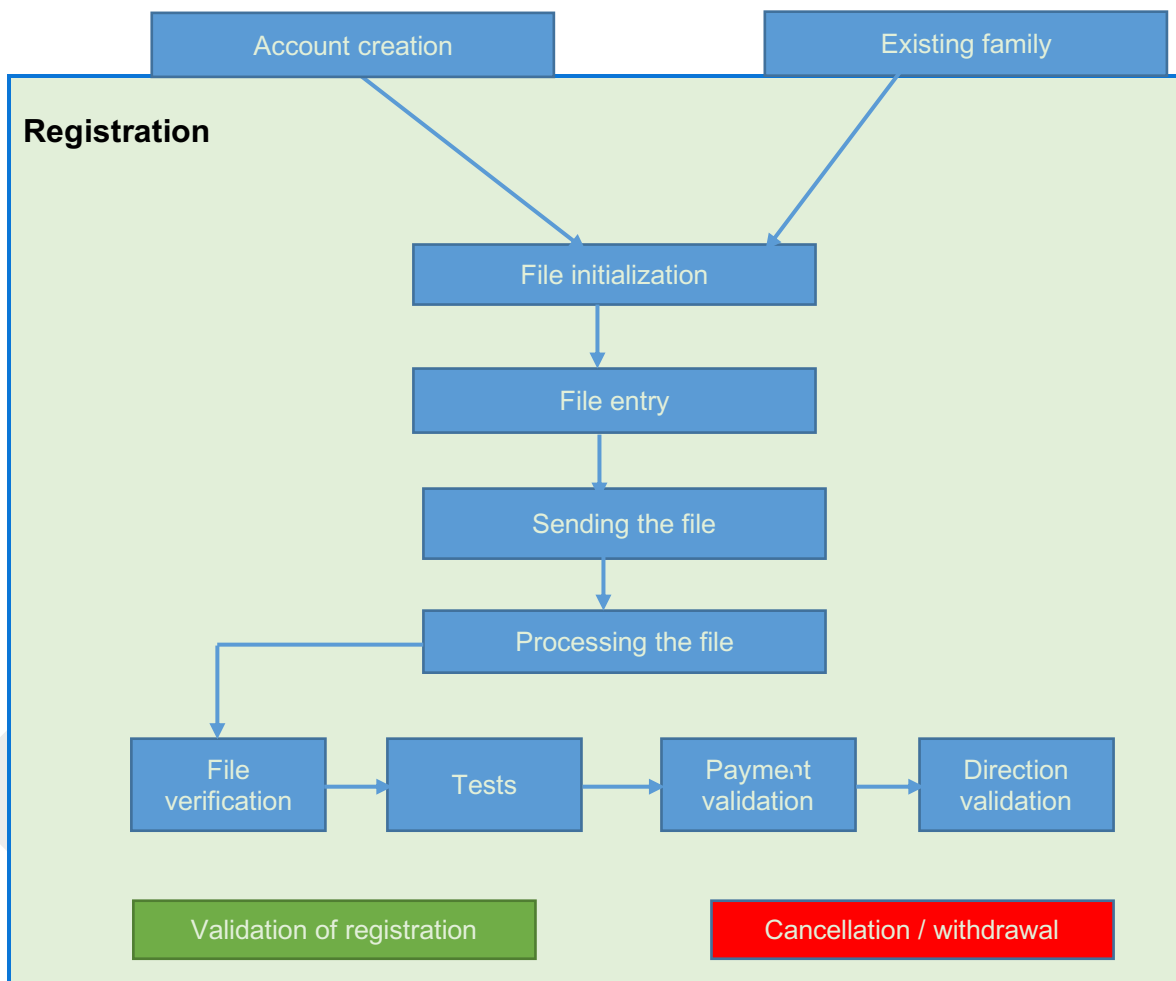 Account creation
Existing family
Registration
File initialization
File entry
Sending the file
Processing the file
File
verification
Tests
Payment
validation
Direction
validation
Validation of registration
Cancellation / withdrawal